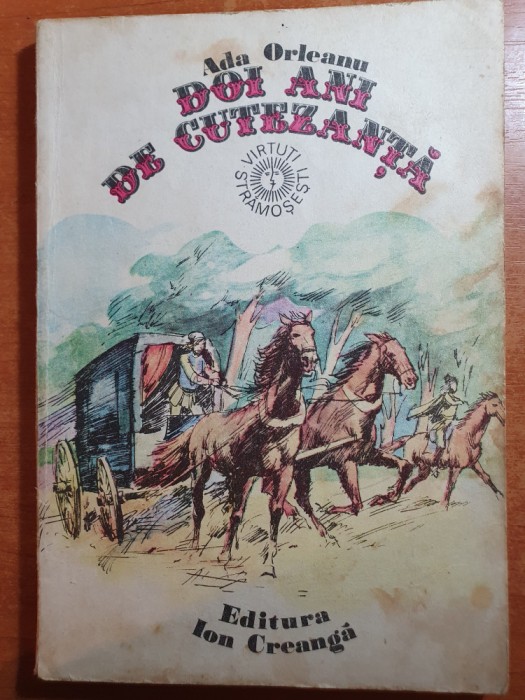 Ada Orleanu
DOI ANI
DE CUTEZANȚĂ
VIRTUȚI
STRĂMOȘEȘTI
Editura
Ion Creangă